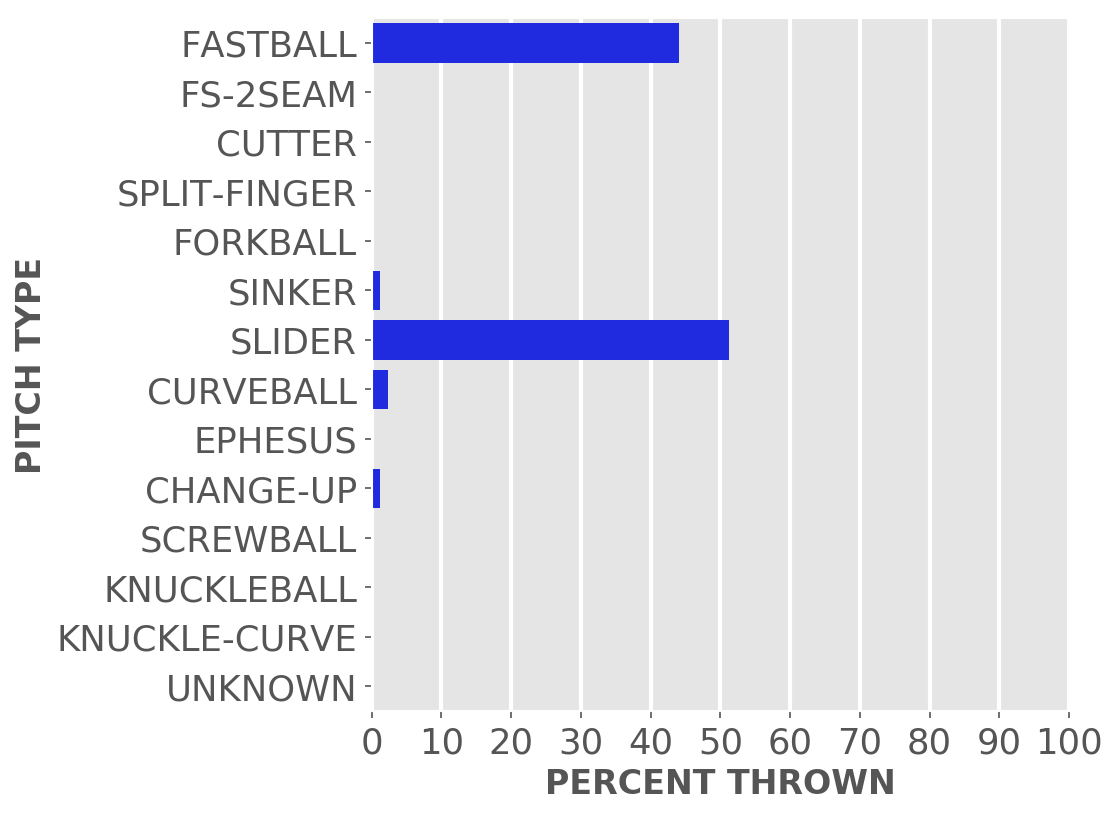 FASTBALL
FS-2SEAM
CUTTER
SPLIT-FINGER
FORKBALL
SINKER
SLIDER
CURVEBALL
EPHESUS
CHANGE-UP
SCREWBALL
KNUCKLEBALL
KNUCKLE-CURVE
UNKNOWN
PITCH TYPE
0 10 20 30 40 50 60 70 80 90 100
PERCENT THROWN